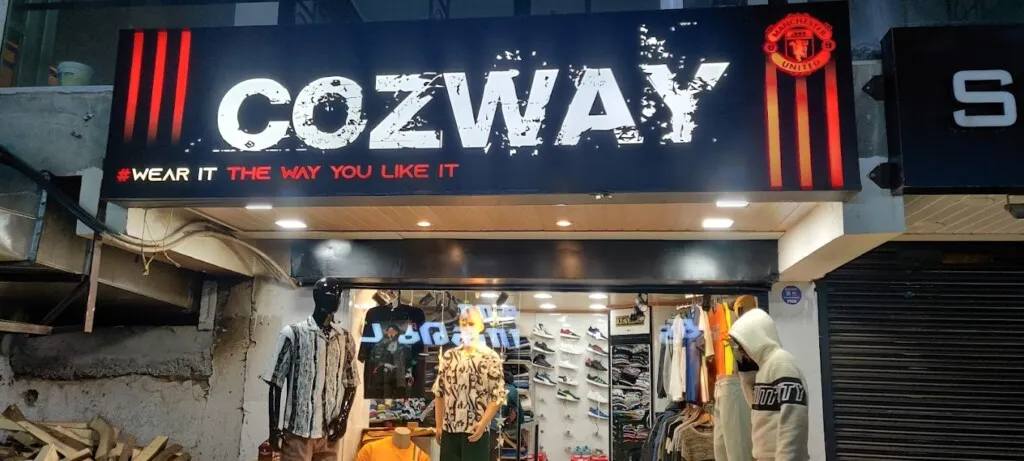 COZWAY
#WEAR IT THE WAY YOU LIKE IT
MANCHESTER
UNITED
S